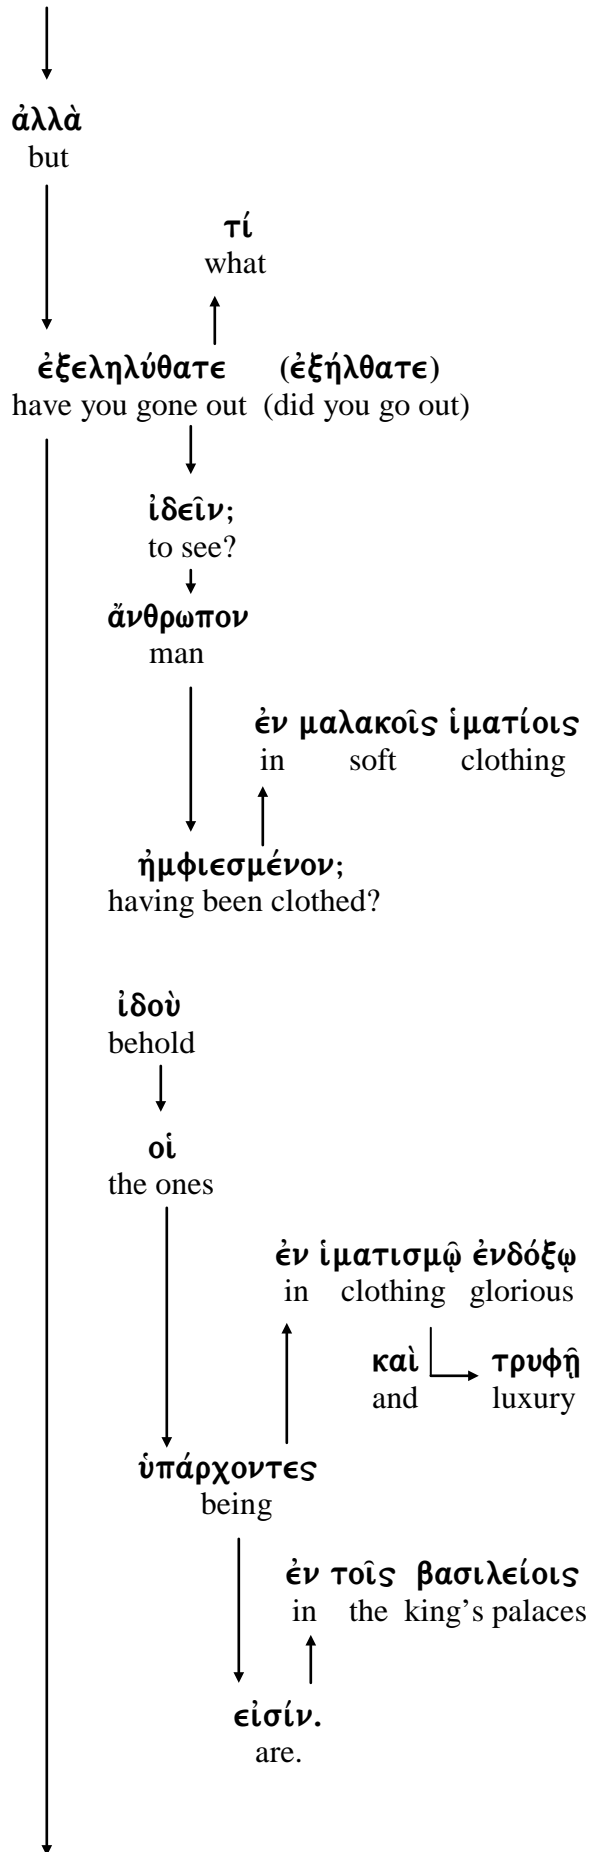 ἀλλὰ
but
τί
what
ἐξεληλύθατε (ἐξήλθατε)
have you gone out (did you go out)
ἰδεῖν;
to see?
ἄνθρωπον
man
ἐν μαλακοῖς ἱματίοις
in soft clothing
ἠμφιεσμένον;
having been clothed?
ἰδοὺ
behold
οἱ
the ones
ἐν ἱματισμῷ ἐνδόξῳ
in clothing glorious
καὶ τρυφῇ
and luxury
ὑπάρχοντες
being
ἐν τοῖς βασιλείοις
in the king’s palaces
εἰσίν.
are.